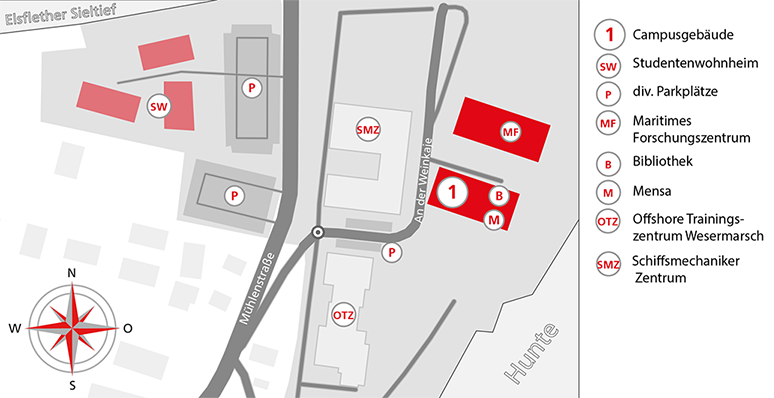 Elsflether Sieltief
SW
P
P
SMZ
MF
1
B
M
P
OTZ
An der Weinkaje
Mühlenstraße
Hunte
N
W
O
S
1 Campusgebäude
SW Studentenwohnheim
P div. Parkplätze
MF Maritimes
Forschungszentrum
B Bibliothek
M Mensa
OTZ Offshore Trainings-
zentrum Wesermarsch
SMZ Schiffsmechaniker
Zentrum